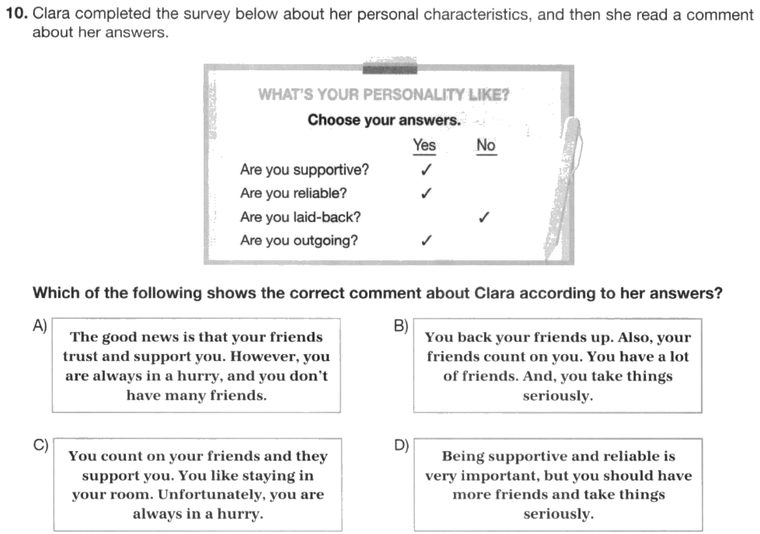 10. Clara completed the survey below about her personal characteristics, and then she read a comment
about her answers.
WHAT'S YOUR PERSONALITY LIKE?
Choose your answers.
Yes No
Are you supportive? ✓
Are you reliable? ✓
Are you laid-back? ✓
Are you outgoing? ✓
Which of the following shows the correct comment about Clara according to her answers?
A)
The good news is that your friends
trust and support you. However, you
are always in a hurry, and you don't
have many friends.
B)
You back your friends up. Also, your
friends count on you. You have a lot
of friends. And, you take things
seriously.
C)
You count on your friends and they
support you. You like staying in
your room. Unfortunately, you are
always in a hurry.
D)
Being supportive and reliable is
very important, but you should have
more friends and take things
seriously.